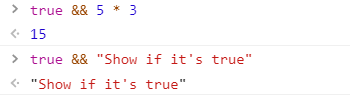 true && 5 * 3
15
true && "Show if it's true"
"Show if it's true"